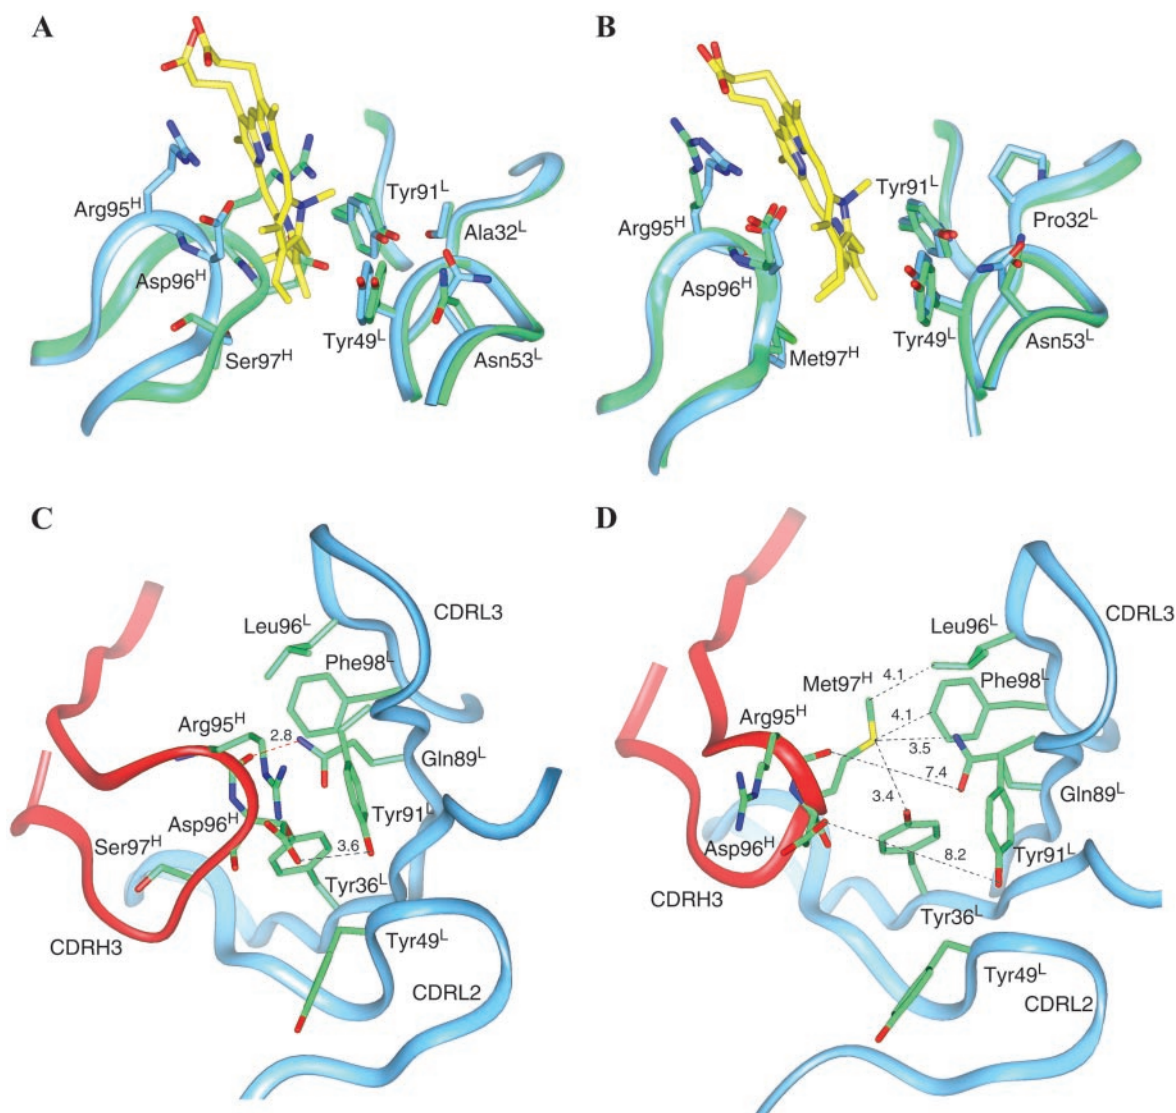 A
Arg95H
Asp96H
Ser97H
Tyr91L
Ala32L
Tyr49L
Asn53L
B
Arg95H
Asp96H
Met97H
Tyr91L
Pro32L
Tyr49L
Asn53L
C
CDRL3
Leu96L
Phe98L
Arg95H
2.8
Gln89L
Asp96H
Tyr91L
Ser97H
3.6
Tyr36L
CDRH3
Tyr49L
CDRL2
D
CDRL3
Leu96L
4.1
Met97H
Phe98L
Arg95H
4.1
3.5
7.4
Gln89L
3.4
Asp96H
8.2
Tyr91L
CDRH3
Tyr36L
Tyr49L
CDRL2